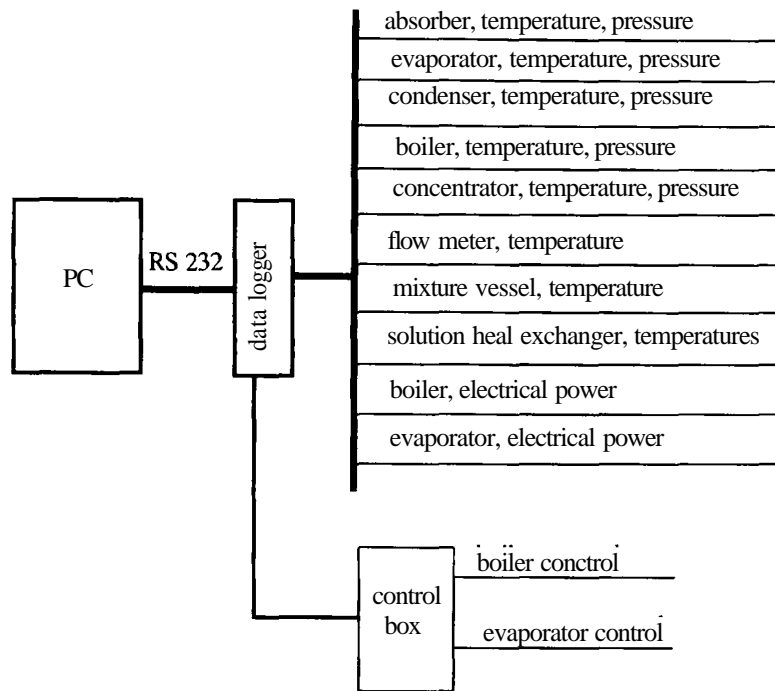 absorber, temperature, pressure
evaporator, temperature, pressure
condenser, temperature, pressure
boiler, temperature, pressure
concentrator, temperature, pressure
flow meter, temperature
mixture vessel, temperature
solution heal exchanger, temperatures
boiler, electrical power
evaporator, electrical power
PC
RS 232
data logger
control
box
boiler conctrol
evaporator control